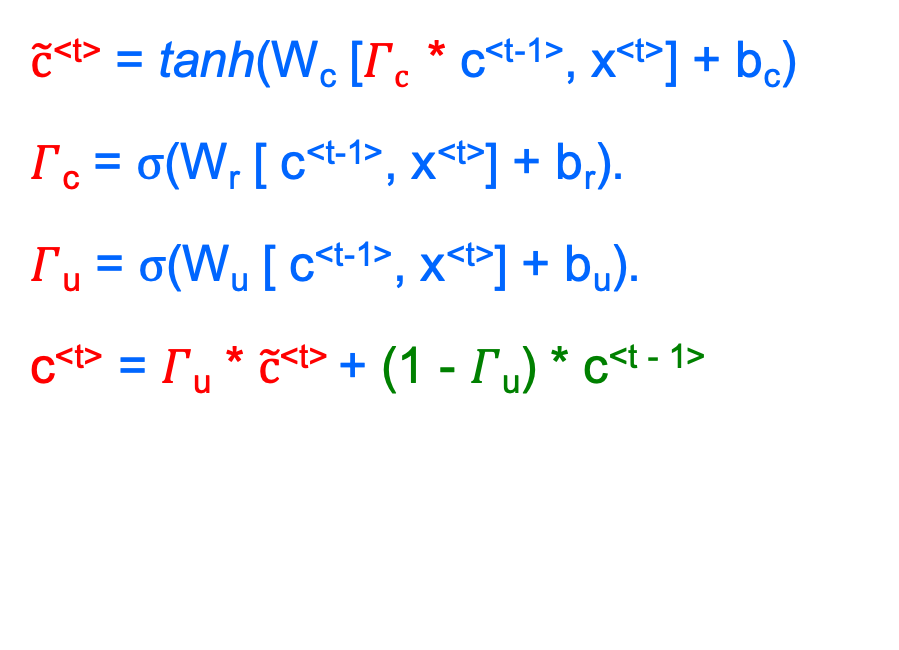 c̃<t> = tanh(Wc [Γc * c<t-1>, x<t>] + bc)
Γc = σ(Wr [ c<t-1>, x<t>] + br).
Γu = σ(Wu [ c<t-1>, x<t>] + bu).
c<t> = Γu * c̃<t> + (1 - Γu) * c<t - 1>